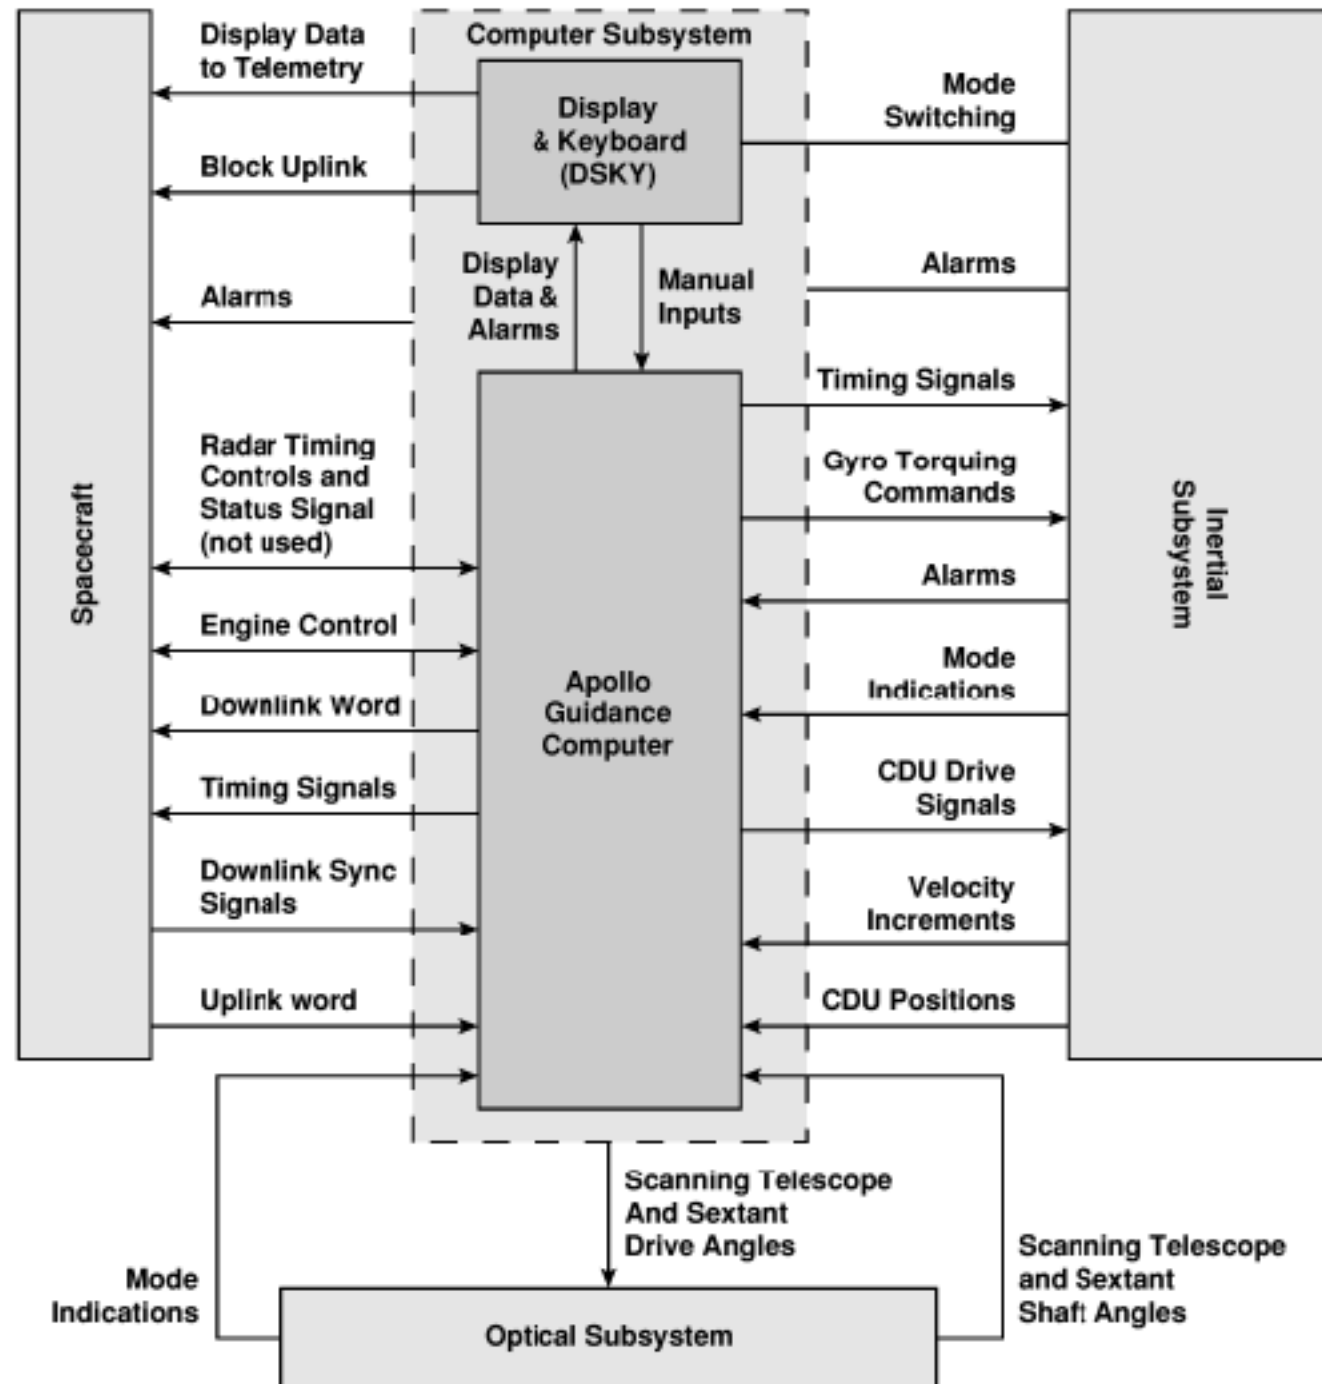 Display Data
to Telemetry
Block Uplink
Alarms
Radar Timing
Controls and
Status Signal
(not used)
Engine Control
Downlink Word
Timing Signals
Downlink Sync
Signals
Uplink word
Spacecraft
Computer Subsystem
Display
& Keyboard
(DSKY)
Display
Data &
Alarms
Manual
Inputs
Apollo
Guidance
Computer
Mode
Switching
Alarms
Timing Signals
Gyro Torquing
Commands
Alarms
Mode
Indications
CDU Drive
Signals
Velocity
Increments
CDU Positions
Inertial
Subsystem
Scanning Telescope
And Sextant
Drive Angles
Mode
Indications
Optical Subsystem
Scanning Telescope
and Sextant
Shaft Angles